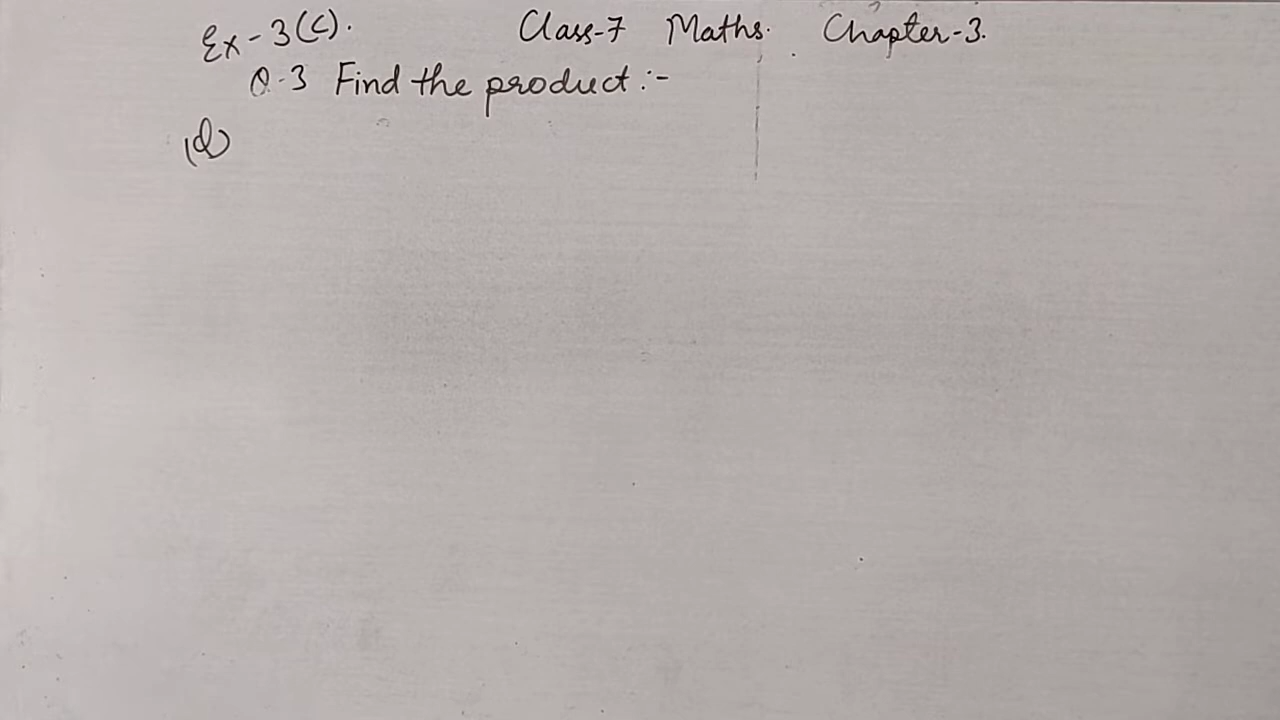 Ex-3(c). Class-7 Maths. Chapter-3.
Q.3 Find the product :-
(d)